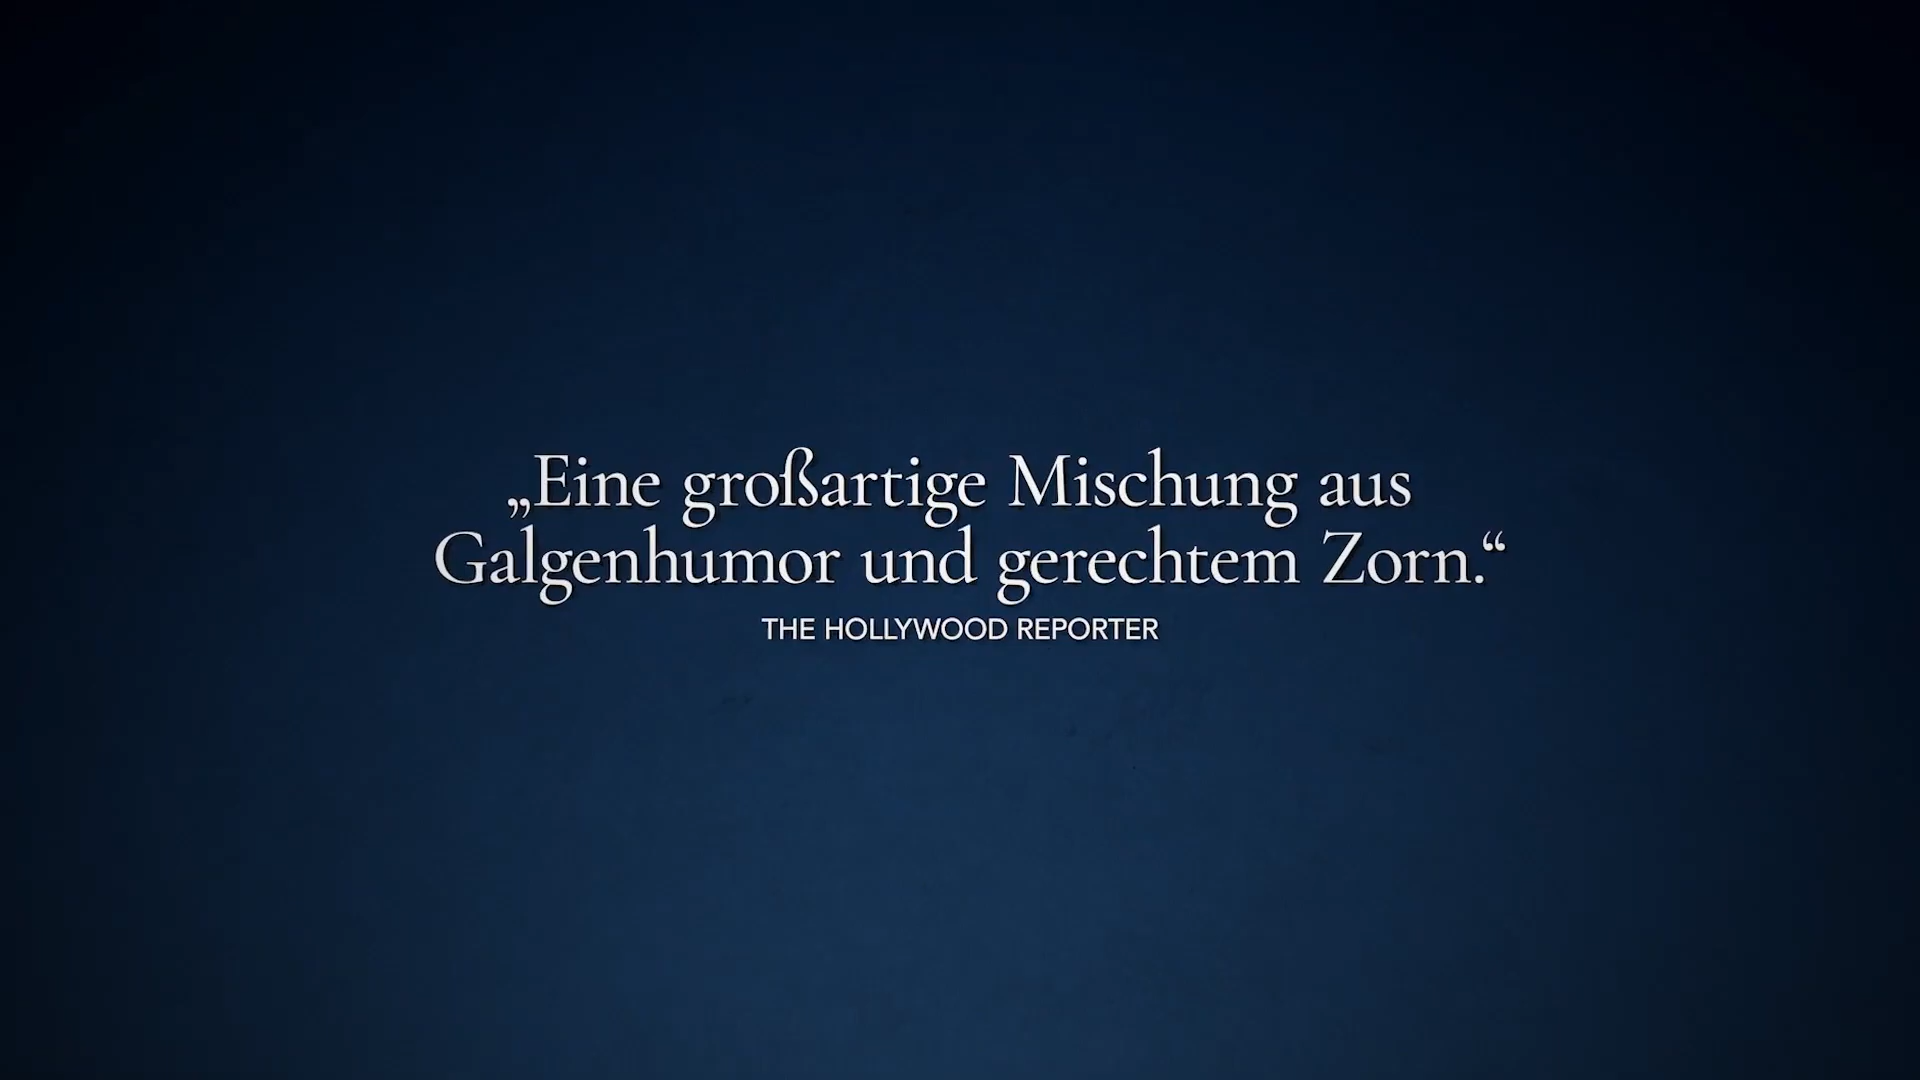 „Eine großartige Mischung aus
Galgenhumor und gerechtem Zorn.“
THE HOLLYWOOD REPORTER